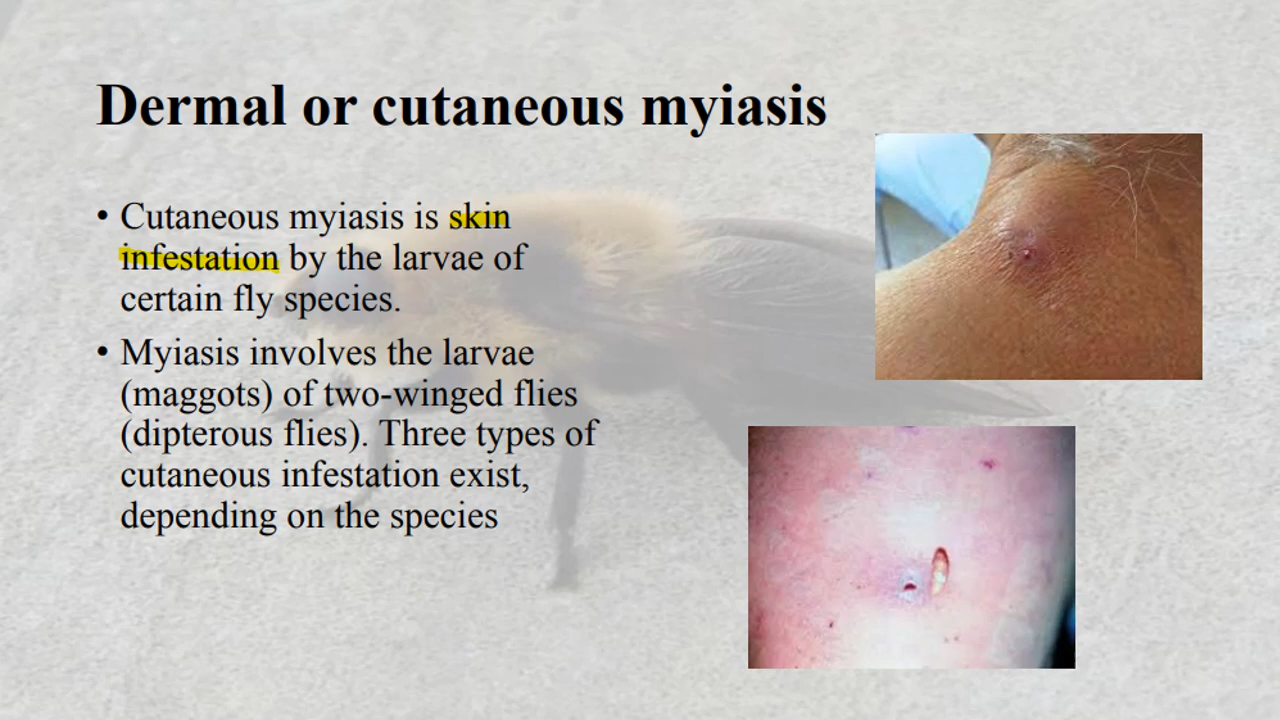 Dermal or cutaneous myiasis
• Cutaneous myiasis is skin
infestation by the larvae of
certain fly species.
• Myiasis involves the larvae
(maggots) of two-winged flies
(dipterous flies). Three types of
cutaneous infestation exist,
depending on the species